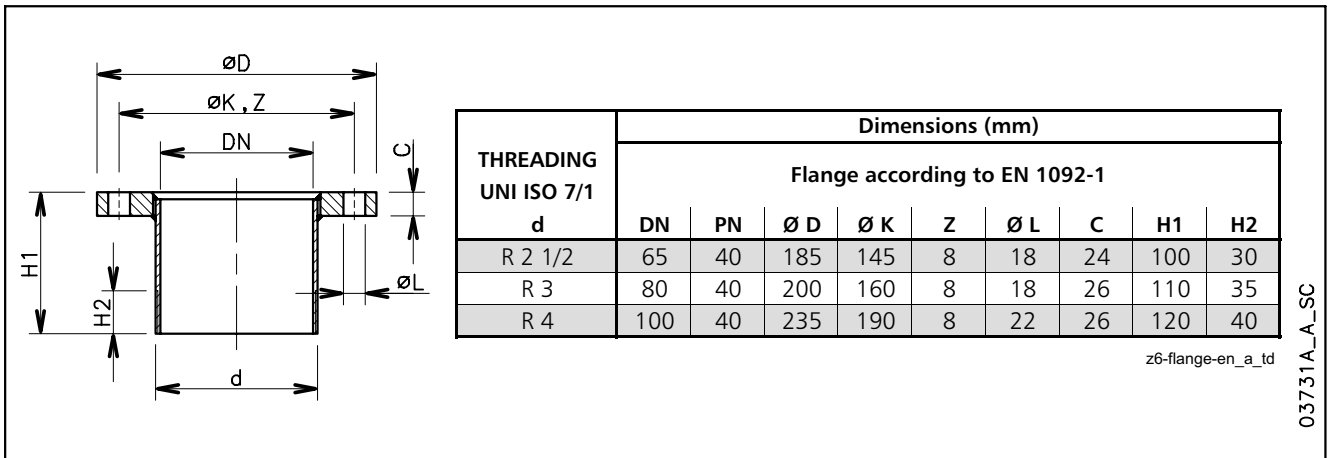 øD
øK , Z
DN
C
H1
H2
øL
d
THREADING
UNI ISO 7/1
d
Dimensions (mm)
Flange according to EN 1092-1
DN PN Ø D Ø K Z Ø L C H1 H2
R 2 1/2 65 40 185 145 8 18 24 100 30
R 3 80 40 200 160 8 18 26 110 35
R 4 100 40 235 190 8 22 26 120 40
z6-flange-en_a_td
03731A_A_SC